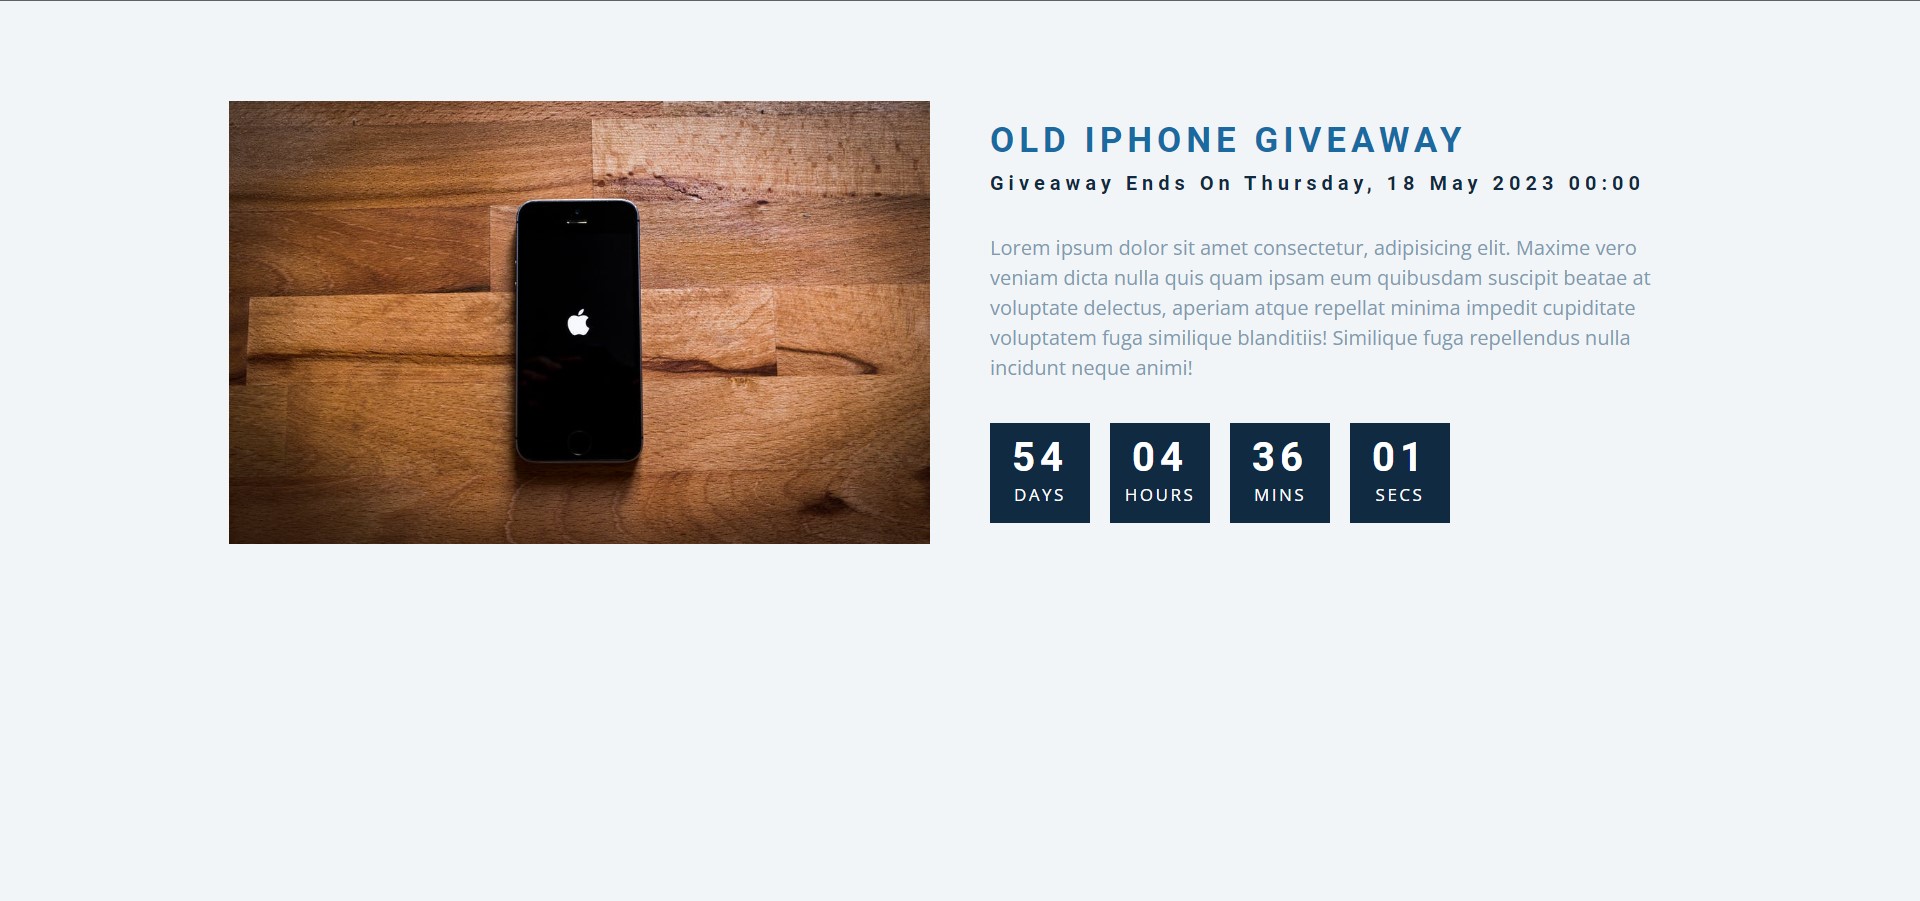 OLD IPHONE GIVEAWAY
Giveaway Ends On Thursday, 18 May 2023 00:00
Lorem ipsum dolor sit amet consectetur, adipisicing elit. Maxime vero
veniam dicta nulla quis quam ipsam eum quibusdam suscipit beatae at
voluptate delectus, aperiam atque repellat minima impedit cupiditate
voluptatem fuga similique blanditiis! Similique fuga repellendus nulla
incidunt neque animi!
54 04 36 01
DAYS HOURS MINS SECS